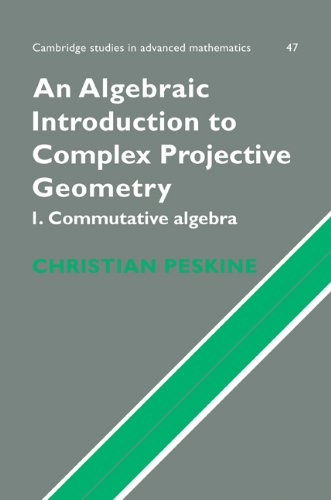 Cambridge studies in advanced mathematics 47
An Algebraic
Introduction to
Complex Projective
Geometry
I. Commutative algebra
CHRISTIAN PESKINE